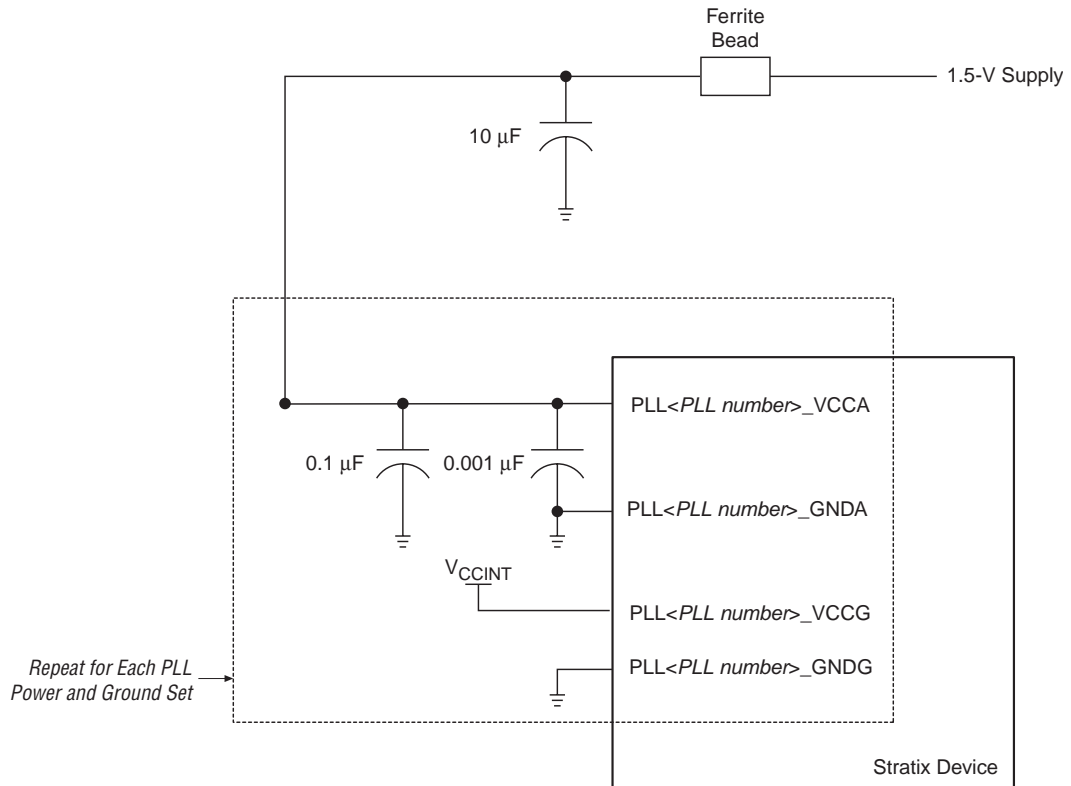 Ferrite
Bead
1.5-V Supply
10 µF
PLL<PLL number>_VCCA
0.1 µF
0.001 µF
PLL<PLL number>_GNDA
VCCINT
PLL<PLL number>_VCCG
PLL<PLL number>_GNDG
Repeat for Each PLL
Power and Ground Set
Stratix Device